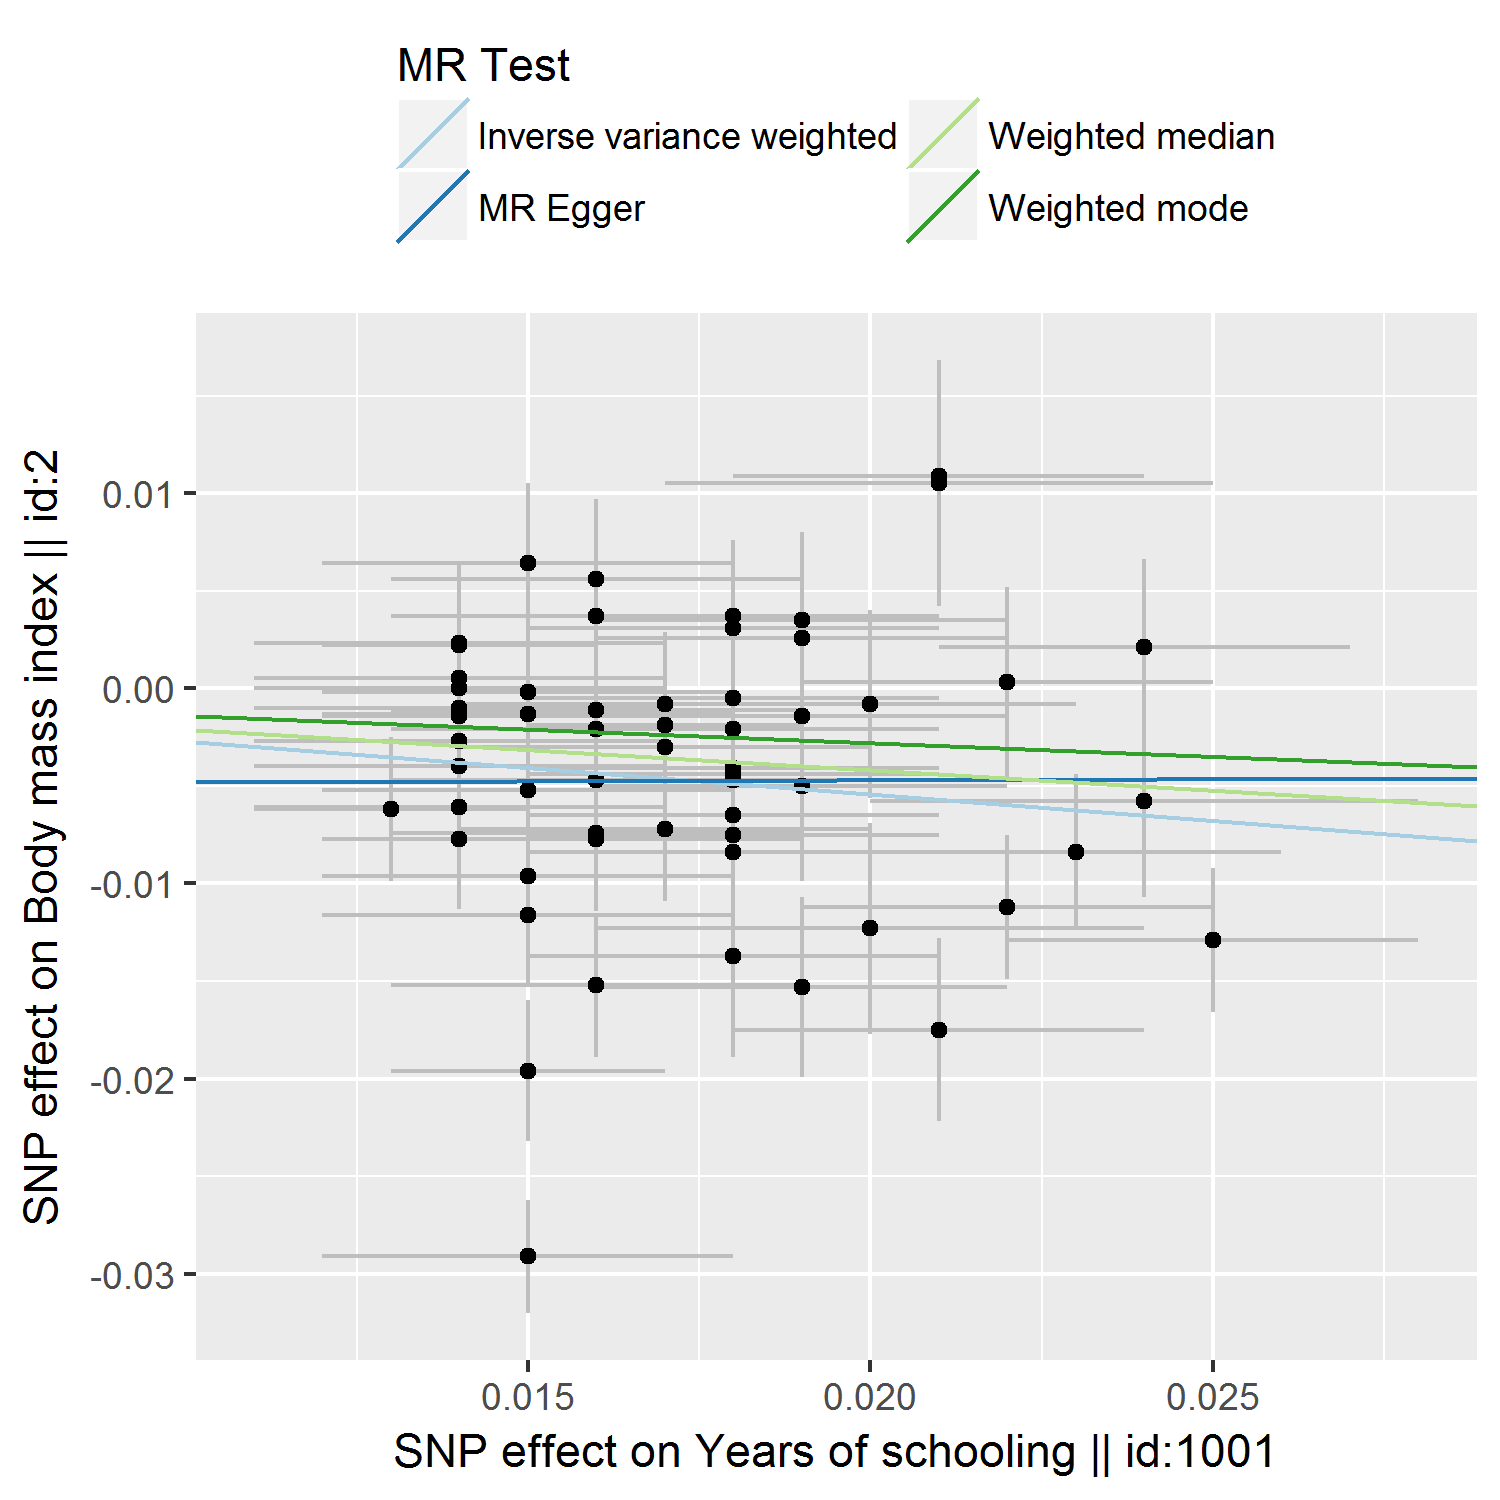 MR Test
Inverse variance weighted
Weighted median
MR Egger
Weighted mode
SNP effect on Body mass index || id:2
0.01
0.00
-0.01
-0.02
-0.03
0.015
0.020
0.025
SNP effect on Years of schooling || id:1001